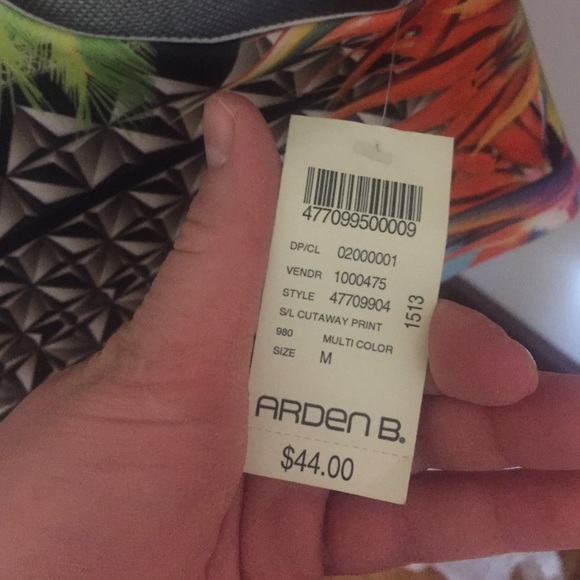 477099500009
DP/CL 02000001
VENDR 1000475
STYLE 47709904
S/L CUTAWAY PRINT
980 MULTI COLOR
SIZE M
1513
ARDEN B.
$44.00